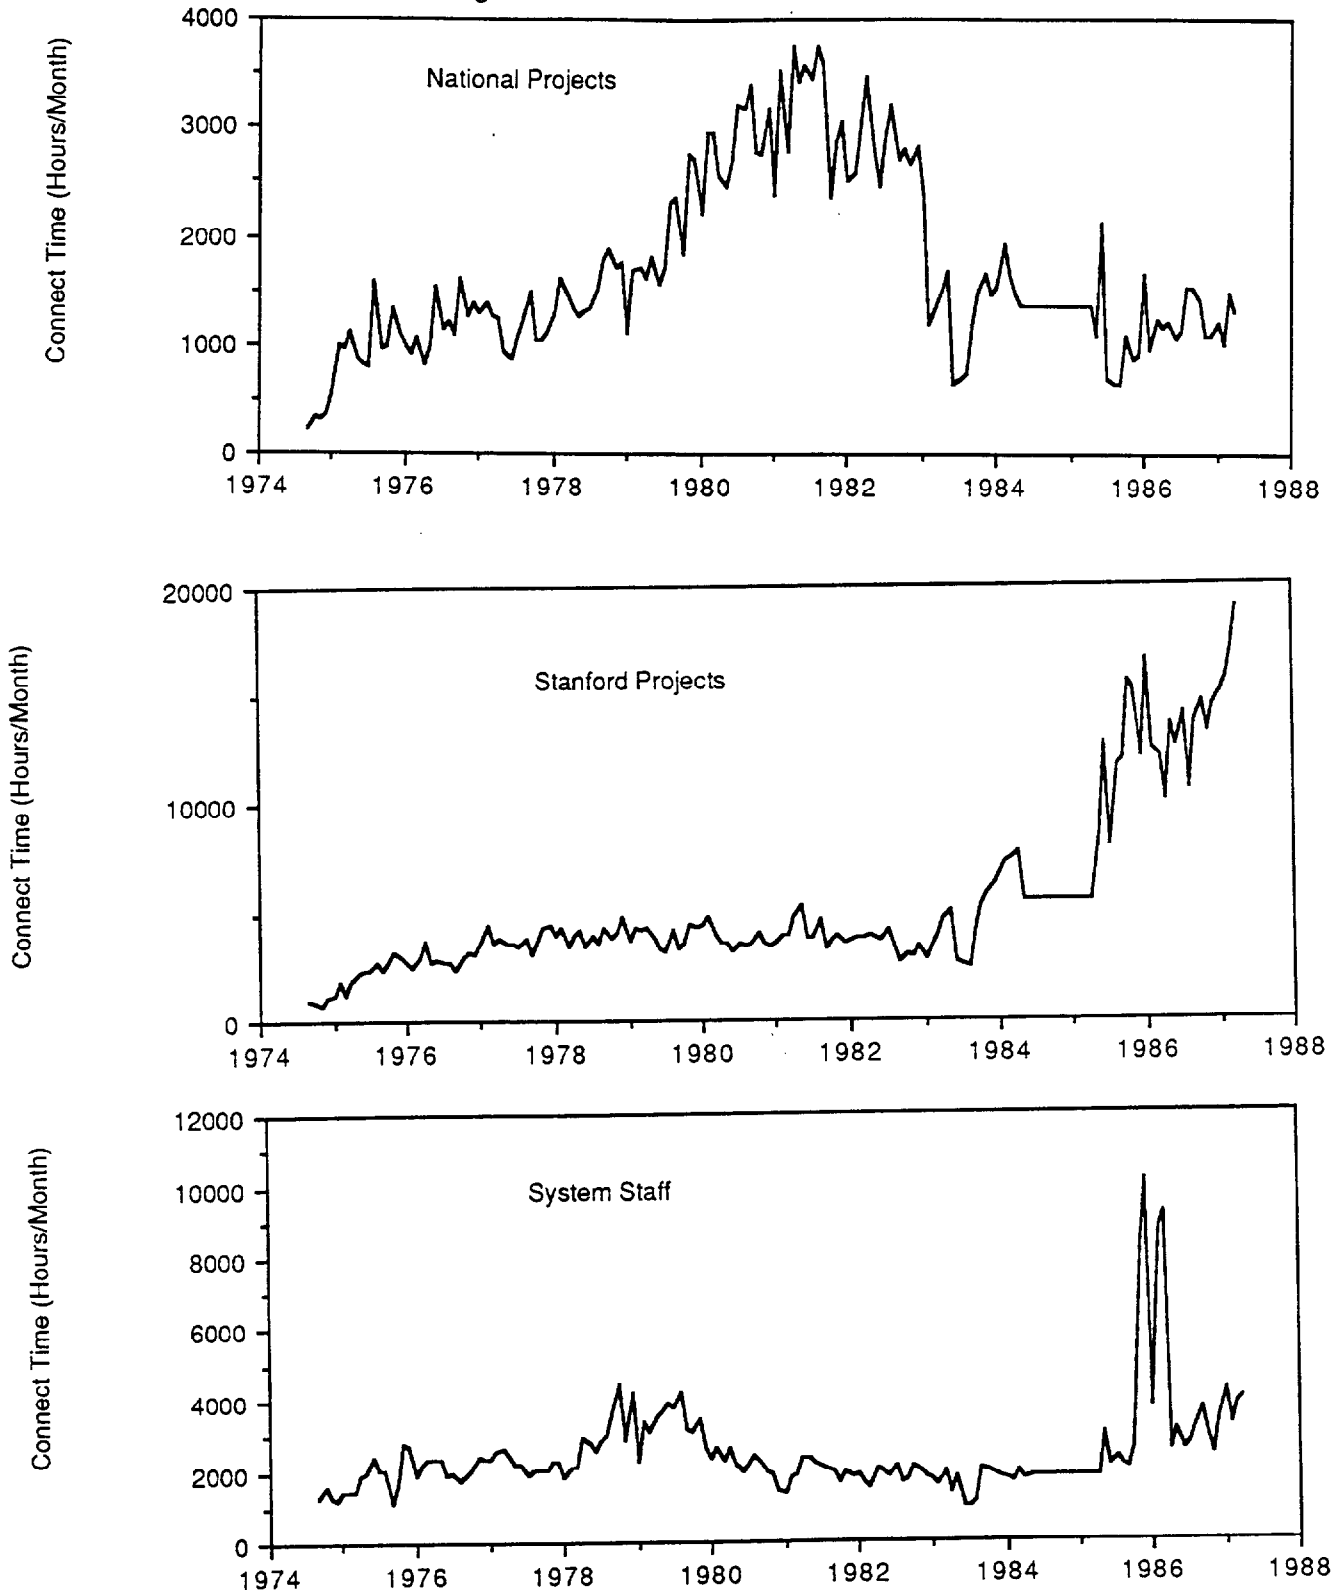 4000
National Projects
3000
2000
1000
0
Connect Time (Hours/Month)
1974 1976 1978 1980 1982 1984 1986 1988
20000
Stanford Projects
10000
0
Connect Time (Hours/Month)
1974 1976 1978 1980 1982 1984 1986 1988
12000
10000
System Staff
8000
6000
4000
2000
0
Connect Time (Hours/Month)
1974 1976 1978 1980 1982 1984 1986 1988